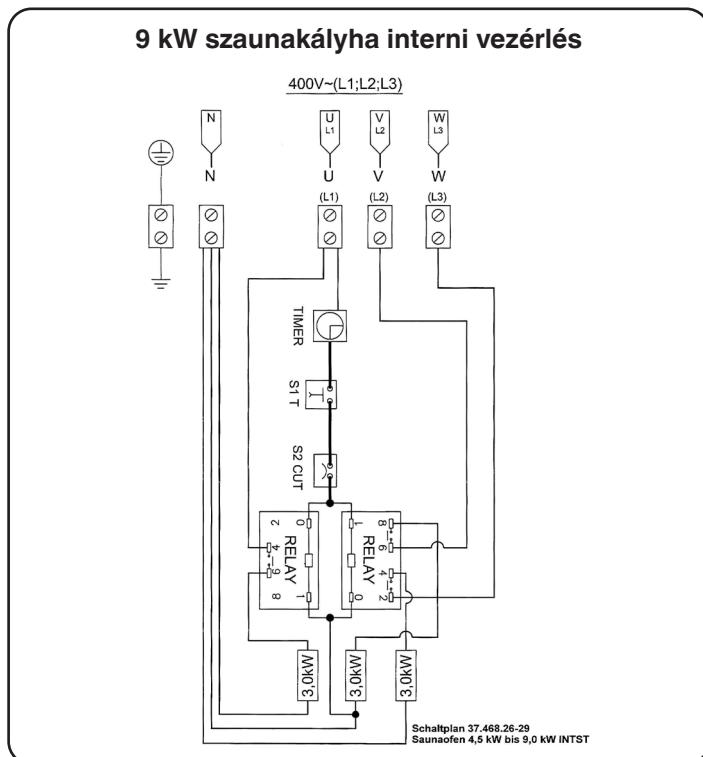 9 kW szaunakályha interni vezérlés
400V~(L1;L2;L3)
N
U
L1
V
L2
W
L3
N
U
V
W
(L1)
(L2)
(L3)
TIMER
S1 T
S2 CUT
2 0
4
6
8 1
RELAY
1 8
6
4
0 2
RELAY
3,0kW
3,0kW
3,0kW
Schaltplan 37.468.26-29
Saunaofen 4,5 kW bis 9,0 kW INTST